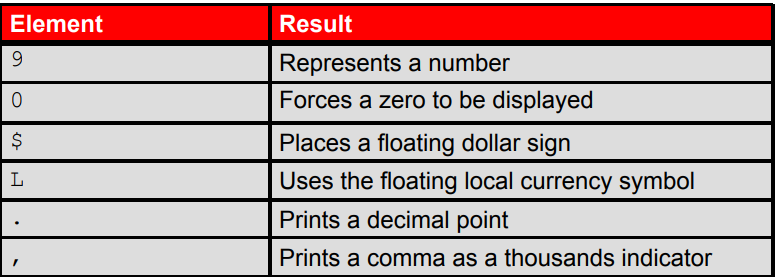 Element Result
9 Represents a number
0 Forces a zero to be displayed
$ Places a floating dollar sign
L Uses the floating local currency symbol
. Prints a decimal point
, Prints a comma as a thousands indicator